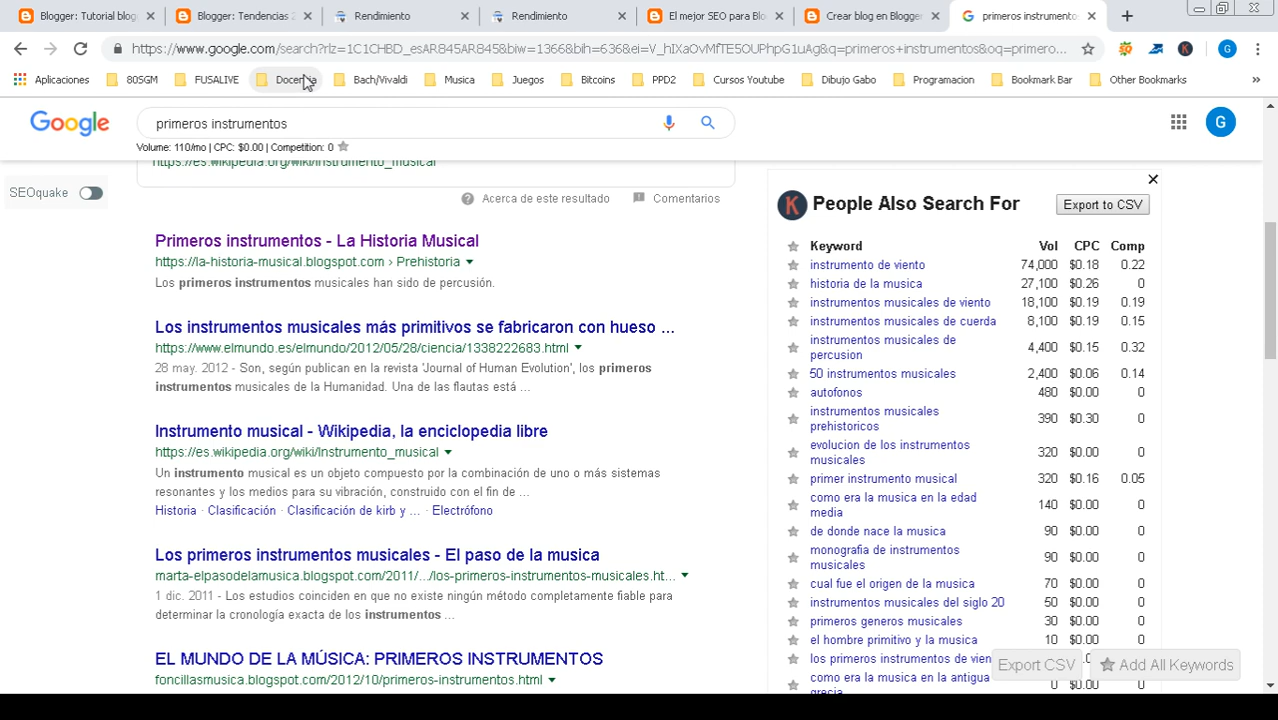 Blogger: Tutorial blog
Blogger: Tendencias 2
Rendimiento
Rendimiento
El mejor SEO para Blo
Crear blog en Blogger
primeros instrumento
https://www.google.com/search?rlz=1C1CHBD_esAR845AR845&biw=1366&bih=636&ei=V_hIXaOvMfTE5OUPhpG1uAg&q=primeros+instrumentos&oq=primero...
G
Aplicaciones
80SGM
FUSALIVE
Docencia
Bach/Vivaldi
Musica
Juegos
Bitcoins
PPD2
Cursos Youtube
Dibujo Gabo
Programacion
Bookmark Bar
Other Bookmarks
»
Google
primeros instrumentos
G
Volume: 110/mo | CPC: $0.00 | Competition: 0
https://es.wikipedia.org/wiki/Instrumento_musical
SEOquake
Acerca de este resultado
Comentarios
Primeros instrumentos - La Historia Musical
https://la-historia-musical.blogspot.com › Prehistoria
Los primeros instrumentos musicales han sido de percusión.
Los instrumentos musicales más primitivos se fabricaron con hueso ...
https://www.elmundo.es/elmundo/2012/05/28/ciencia/1338222683.html
28 may. 2012 - Son, según publican en la revista 'Journal of Human Evolution', los primeros
instrumentos musicales de la Humanidad. Una de las flautas está ...
Instrumento musical - Wikipedia, la enciclopedia libre
https://es.wikipedia.org/wiki/Instrumento_musical
Un instrumento musical es un objeto compuesto por la combinación de uno o más sistemas
resonantes y los medios para su vibración, construido con el fin de ...
Historia · Clasificación · Clasificación de kirb y ... · Electrófono
Los primeros instrumentos musicales - El paso de la musica
marta-elpasodelamusica.blogspot.com/2011/.../los-primeros-instrumentos-musicales.ht...
1 dic. 2011 - Los estudios coinciden en que no existe ningún método completamente fiable para
determinar la cronología exacta de los instrumentos ...
EL MUNDO DE LA MÚSICA: PRIMEROS INSTRUMENTOS
foncillasmusica.blogspot.com/2012/10/primeros-instrumentos.html
K People Also Search For
Export to CSV
Keyword Vol CPC Comp
instrumento de viento 74,000 $0.18 0.22
historia de la musica 27,100 $0.26 0
instrumentos musicales de viento 18,100 $0.19 0.19
instrumentos musicales de cuerda 8,100 $0.19 0.15
instrumentos musicales de
percusion 4,400 $0.15 0.32
50 instrumentos musicales 2,400 $0.06 0.14
autofonos 480 $0.00 0
instrumentos musicales
prehistoricos 390 $0.30 0
evolucion de los instrumentos
musicales 320 $0.00 0
primer instrumento musical 320 $0.16 0.05
como era la musica en la edad
media 140 $0.00 0
de donde nace la musica 90 $0.00 0
monografia de instrumentos
musicales 90 $0.00 0
cual fue el origen de la musica 70 $0.00 0
instrumentos musicales del siglo 20 50 $0.00 0
primeros generos musicales 30 $0.00 0
el hombre primitivo y la musica 10 $0.00 0
los primeros instrumentos de vien
como era la musica en la antigua
grecia
$0.00 0
Export CSV
Add All Keywords